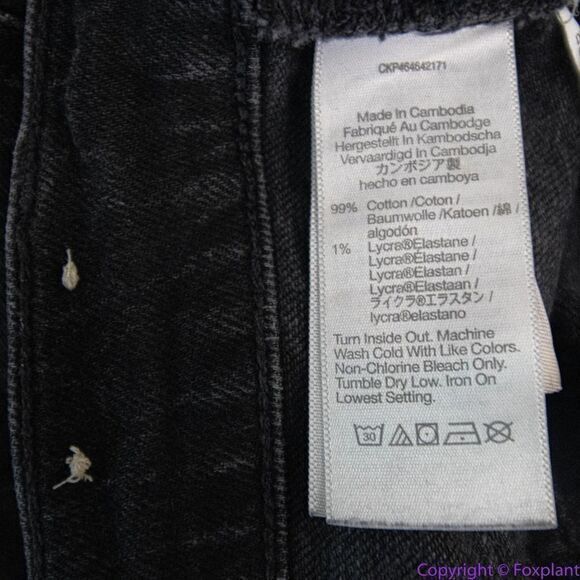 CKP464642171
Made In Cambodia
Fabriqué Au Cambodge
Hergestellt In Kambodscha
Vervaardigd In Cambodja
カンボジア製
hecho en camboya
99% Cotton /Coton /
Baumwolle /Katoen /綿 /
algodón
1% Lycra®Elastane /
Lycra®Élastane /
Lycra®Elastan /
Lycra®Elastaan /
ライクラ®エラスタン /
lycra®elastano
Turn Inside Out. Machine
Wash Cold With Like Colors.
Non-Chlorine Bleach Only.
Tumble Dry Low. Iron On
Lowest Setting.
30
Copyright © Foxplant